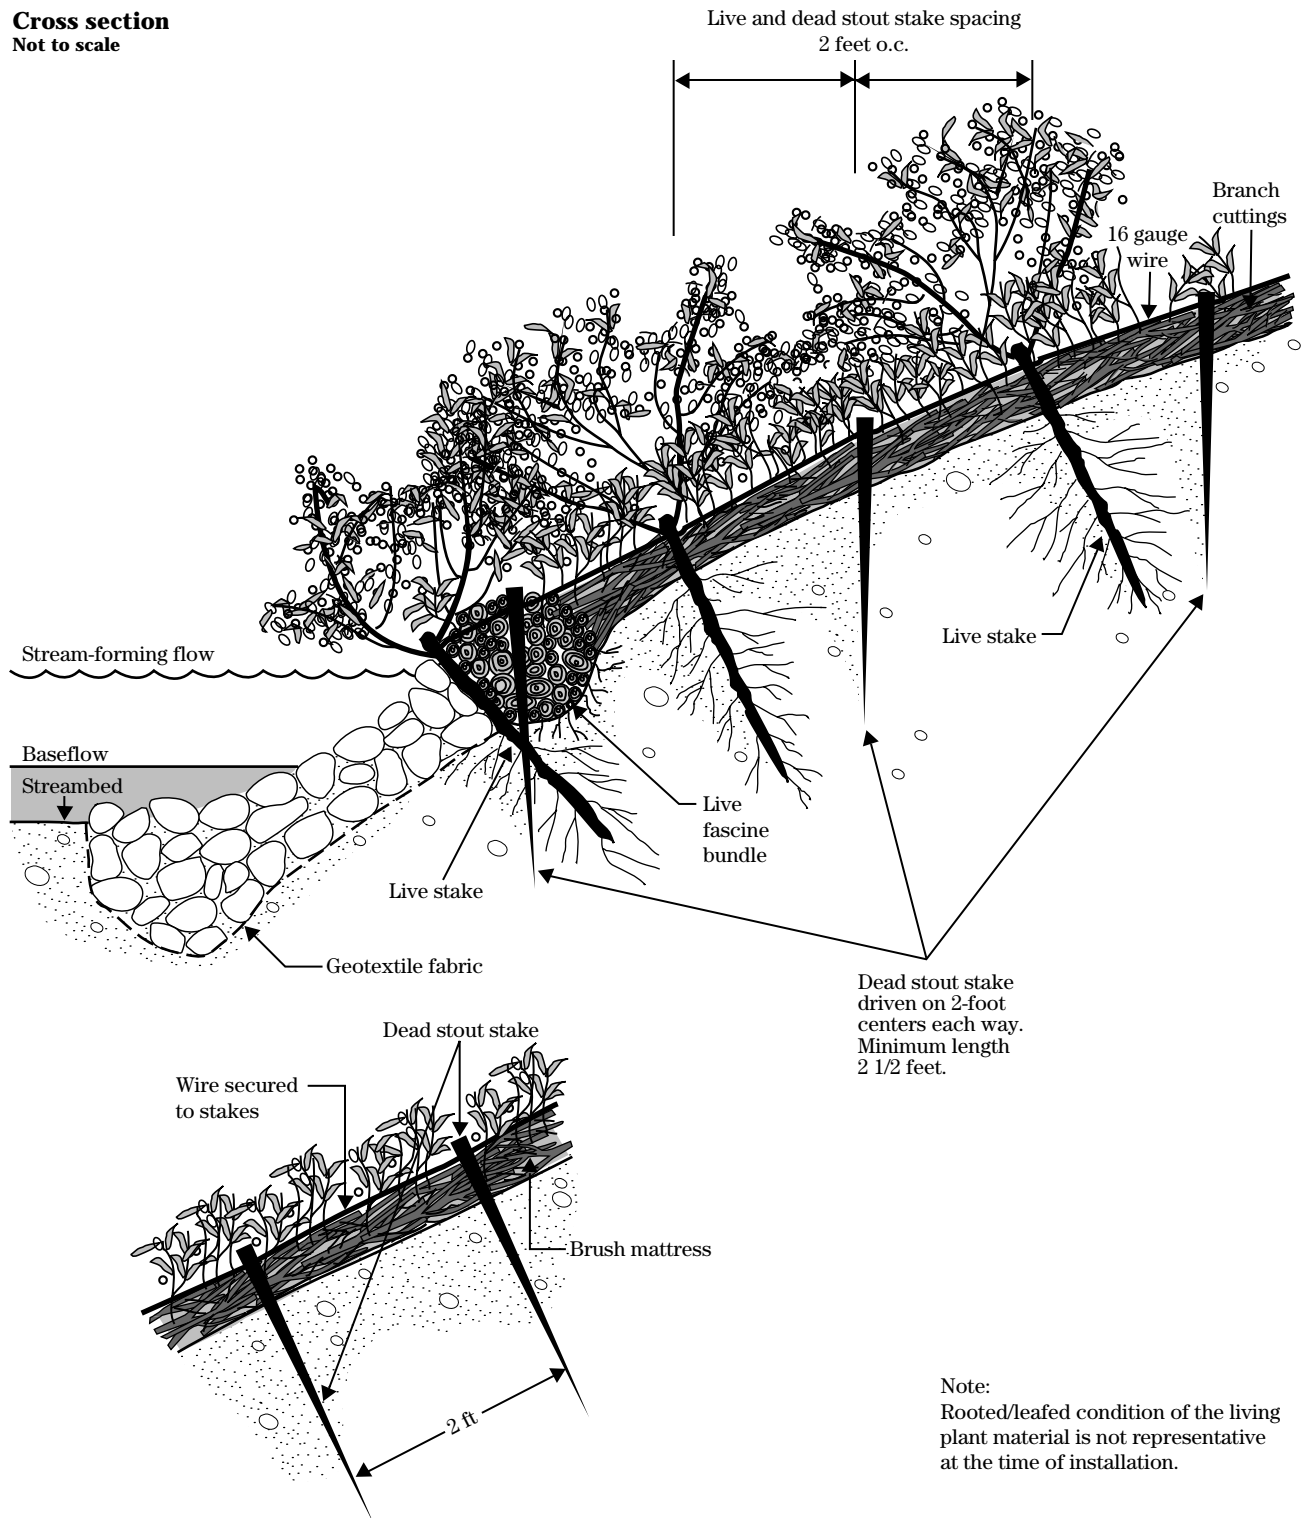 Cross section
Not to scale
Live and dead stout stake spacing
2 feet o.c.
Branch
cuttings
16 gauge
wire
Live stake
Stream-forming flow
Baseflow
Streambed
Live
fascine
bundle
Live stake
Geotextile fabric
Dead stout stake
driven on 2-foot
centers each way.
Minimum length
2 1/2 feet.
Dead stout stake
Wire secured
to stakes
Brush mattress
2 ft
Note:
Rooted/leafed condition of the living
plant material is not representative
at the time of installation.